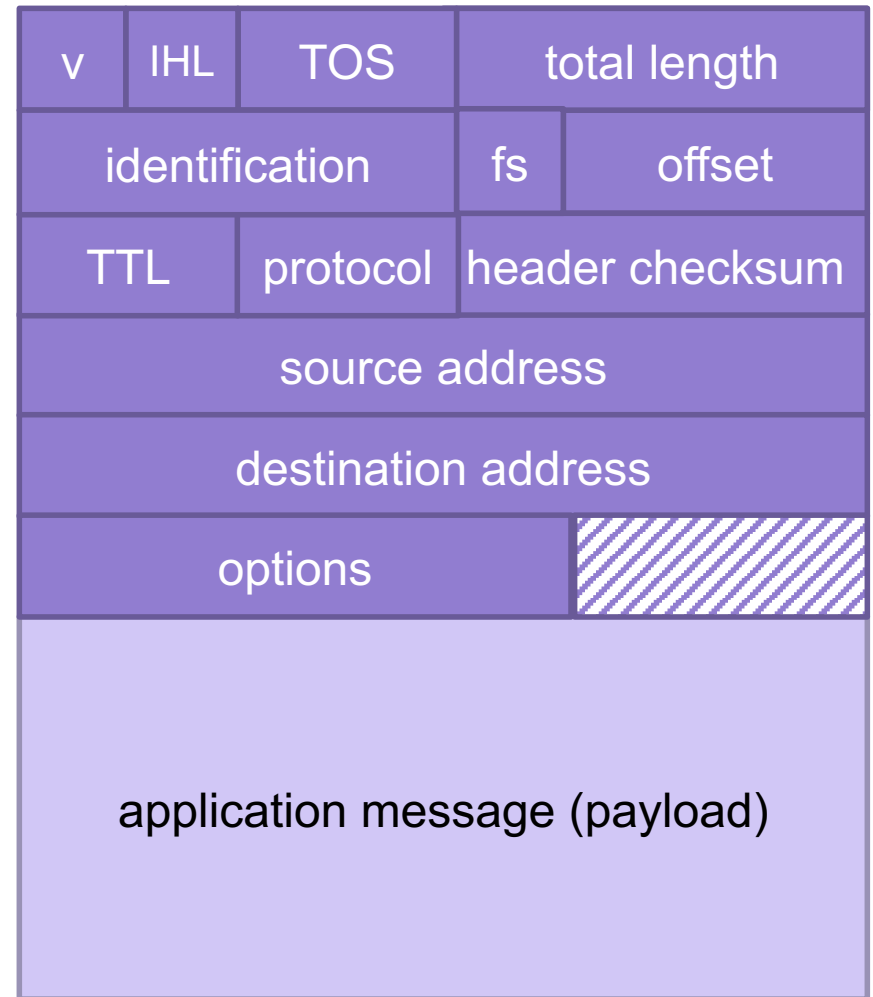 v IHL TOS total length
identification fs offset
TTL protocol header checksum
source address
destination address
options
application message (payload)